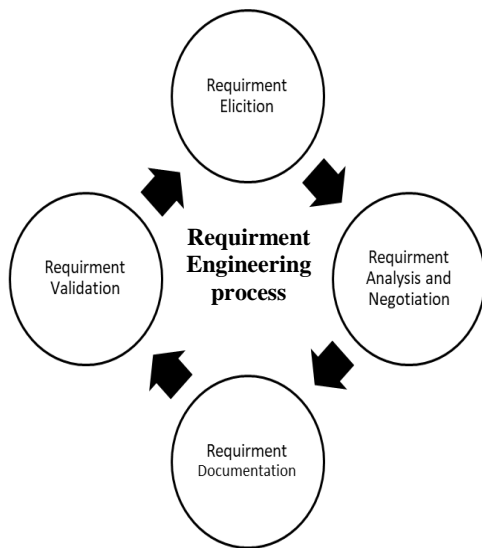 Requirment
Elicition
Requirment
Engineering
process
Requirment
Analysis and
Negotiation
Requirment
Validation
Requirment
Documentation